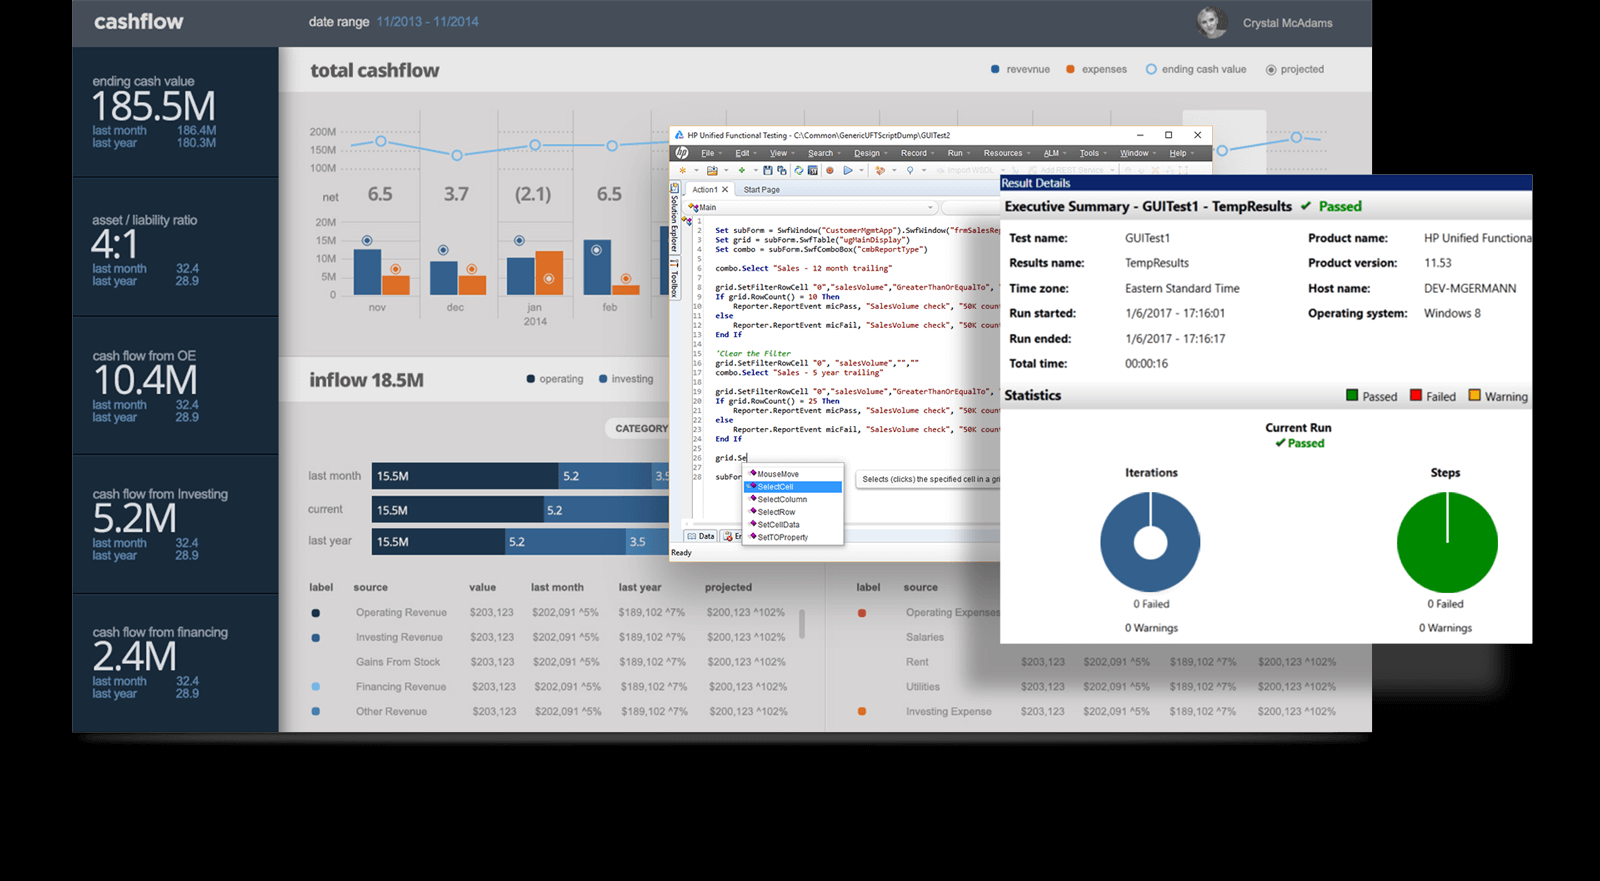 cashflow
date range 11/2013 - 11/2014
Crystal McAdams
ending cash value
185.5M
last month 186.4M
last year 180.3M
asset / liability ratio
4:1
last month 32.4
last year 28.9
cash flow from OE
10.4M
last month 32.4
last year 28.9
cash flow from Investing
5.2M
last month 32.4
last year 28.9
cash flow from financing
2.4M
last month 32.4
last year 28.9
total cashflow
revevnue expenses ending cash value projected
200M
150M
100M
net 6.5 3.7 (2.1) 6.5
20M
15M
10M
5M
0
nov dec jan feb
2014
inflow 18.5M
operating investing
CATEGORY
last month 15.5M 5.2 3.5
current 15.5M 5.2
last year 15.5M 5.2 3.5
label source value last month last year projected
Operating Revenue $203,123 $202,091 ^5% $189,102 ^7% $200,123 ^102%
Investing Revenue $203,123 $202,091 ^5% $189,102 ^7% $200,123 ^102%
Gains From Stock $203,123 $202,091 ^5% $189,102 ^7% $200,123 ^102%
Financing Revenue $203,123 $202,091 ^5% $189,102 ^7% $200,123 ^102%
Other Revenue $203,123 $202,091 ^5% $189,102 ^7% $200,123 ^102%
label source
Operating Expenses
Salaries
Rent $203,123 $202,091 ^5% $189,102 ^7% $200,123 ^102%
Utilities $203,123 $202,091 ^5% $189,102 ^7% $200,123 ^102%
Investing Expense $203,123 $202,091 ^5% $189,102 ^7% $200,123 ^102%
HP Unified Functional Testing - C:\Common\GenericUFTScriptDump\GUITest2
hp File Edit View Search Design Record Run Resources ALM Tools Window Help
Import WSDL Add REST Service
Solution Explorer
Toolbox
Action1 Start Page
Main
1
2 Set subForm = SwfWindow("CustomerMgmtApp").SwfWindow("frmSalesRe
3 Set grid = subForm.SwfTable("ugMainDisplay")
4 Set combo = subForm.SwfComboBox("cmbReportType")
5
6 combo.Select "Sales - 12 month trailing"
7
8 grid.SetFilterRowCell "0","salesVolume","GreaterThanOrEqualTo",
9 If grid.RowCount() = 10 Then
10 Reporter.ReportEvent micPass, "SalesVolume check", "50K coun
11 else
12 Reporter.ReportEvent micFail, "SalesVolume check", "50K coun
13 End If
14
15 'Clear the Filter
16 grid.SetFilterRowCell "0", "salesVolume","",""
17 combo.Select "Sales - 5 year trailing"
18
19 grid.SetFilterRowCell "0","salesVolume","GreaterThanOrEqualTo",
20 If grid.RowCount() = 25 Then
21 Reporter.ReportEvent micPass, "SalesVolume check", "50K coun
22 else
23 Reporter.ReportEvent micFail, "SalesVolume check", "50K coun
24 End If
25
26 grid.Se
27
28 subFor
MouseMove
SelectCell
SelectColumn
SelectRow
SetCellData
SetTOProperty
Selects (clicks) the specified cell in a gri
Data Er
Ready
Result Details
Executive Summary - GUITest1 - TempResults Passed
Test name: GUITest1
Results name: TempResults
Time zone: Eastern Standard Time
Run started: 1/6/2017 - 17:16:01
Run ended: 1/6/2017 - 17:16:17
Total time: 00:00:16
Product name: HP Unified Functiona
Product version: 11.53
Host name: DEV-MGERMANN
Operating system: Windows 8
Statistics
Passed Failed Warning
Current Run
Passed
Iterations
0 Failed
0 Warnings
Steps
0 Failed
0 Warnings